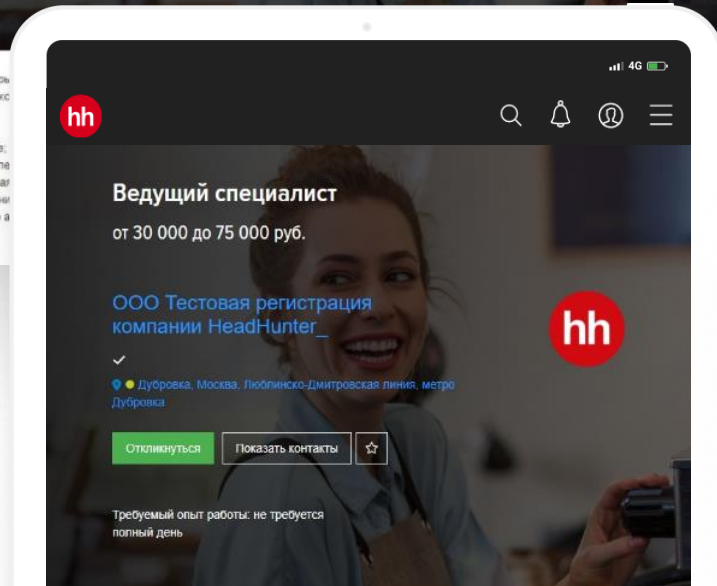 4G
hh
Ведущий специалист
от 30 000 до 75 000 руб.
ООО Тестовая регистрация
компании HeadHunter_
hh
Дубровка, Москва, Люблинско-Дмитровская линия, метро
Дубровка
Откликнуться
Показать контакты
Требуемый опыт работы: не требуется
полный день